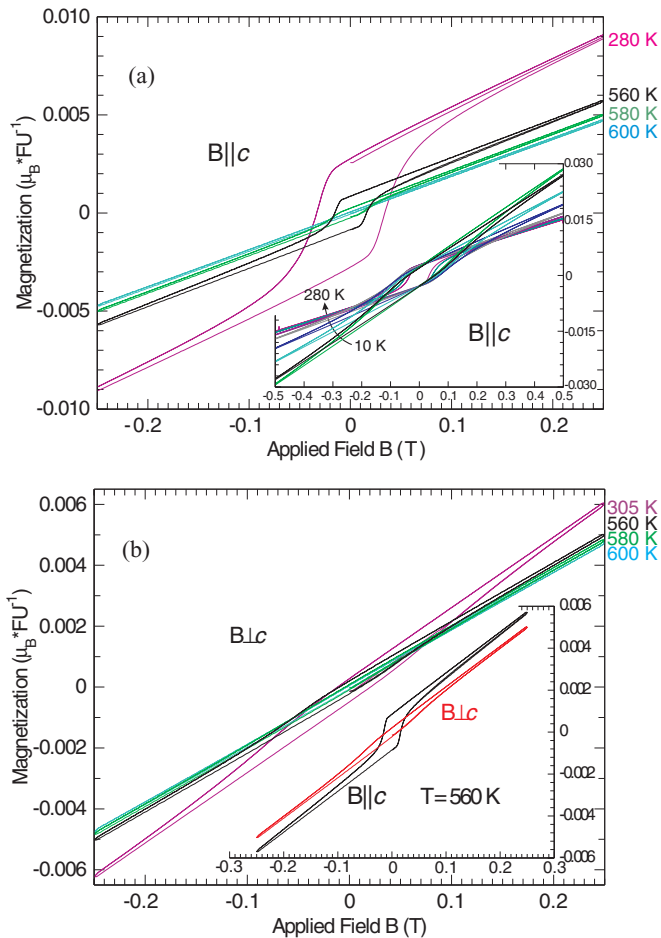 0.010
280 K
(a)
0.005
560 K
580 K
600 K
B||c
0
-0.005
-0.010
Magnetization (μB*FU-1)
0.030
0.015
0
-0.015
-0.030
280 K
10 K
B||c
-0.5 -0.4 -0.3 -0.2 -0.1 0 0.1 0.2 0.3 0.4 0.5
-0.2 -0.1 0 0.1 0.2
Applied Field B (T)
0.006
305 K
560 K
580 K
600 K
(b)
0.004
0.002
B⊥c
0
-0.002
-0.004
-0.006
Magnetization (μB*FU-1)
0.006
0.004
0.002
0
-0.002
-0.004
-0.006
B⊥c
B||c
T = 560 K
-0.3 -0.2 -0.1 0 0.1 0.2 0.3
-0.2 -0.1 0 0.1 0.2
Applied Field B (T)